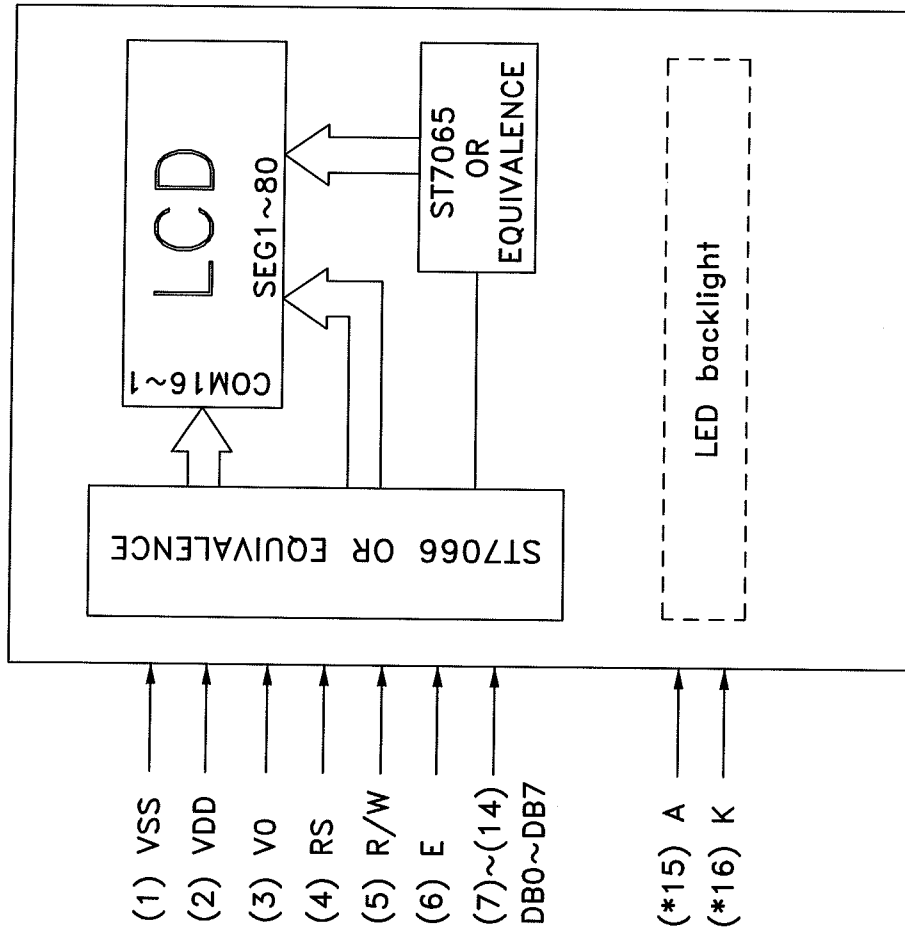 (1) VSS
(2) VDD
(3) V0
(4) RS
(5) R/W
(6) E
(7)~(14)
DB0~DB7
(*15) A
(*16) K
ST7066 OR EQUIVALENCE
COM16~1
LCD
SEG1~80
ST7065
OR
EQUIVALENCE
LED backlight